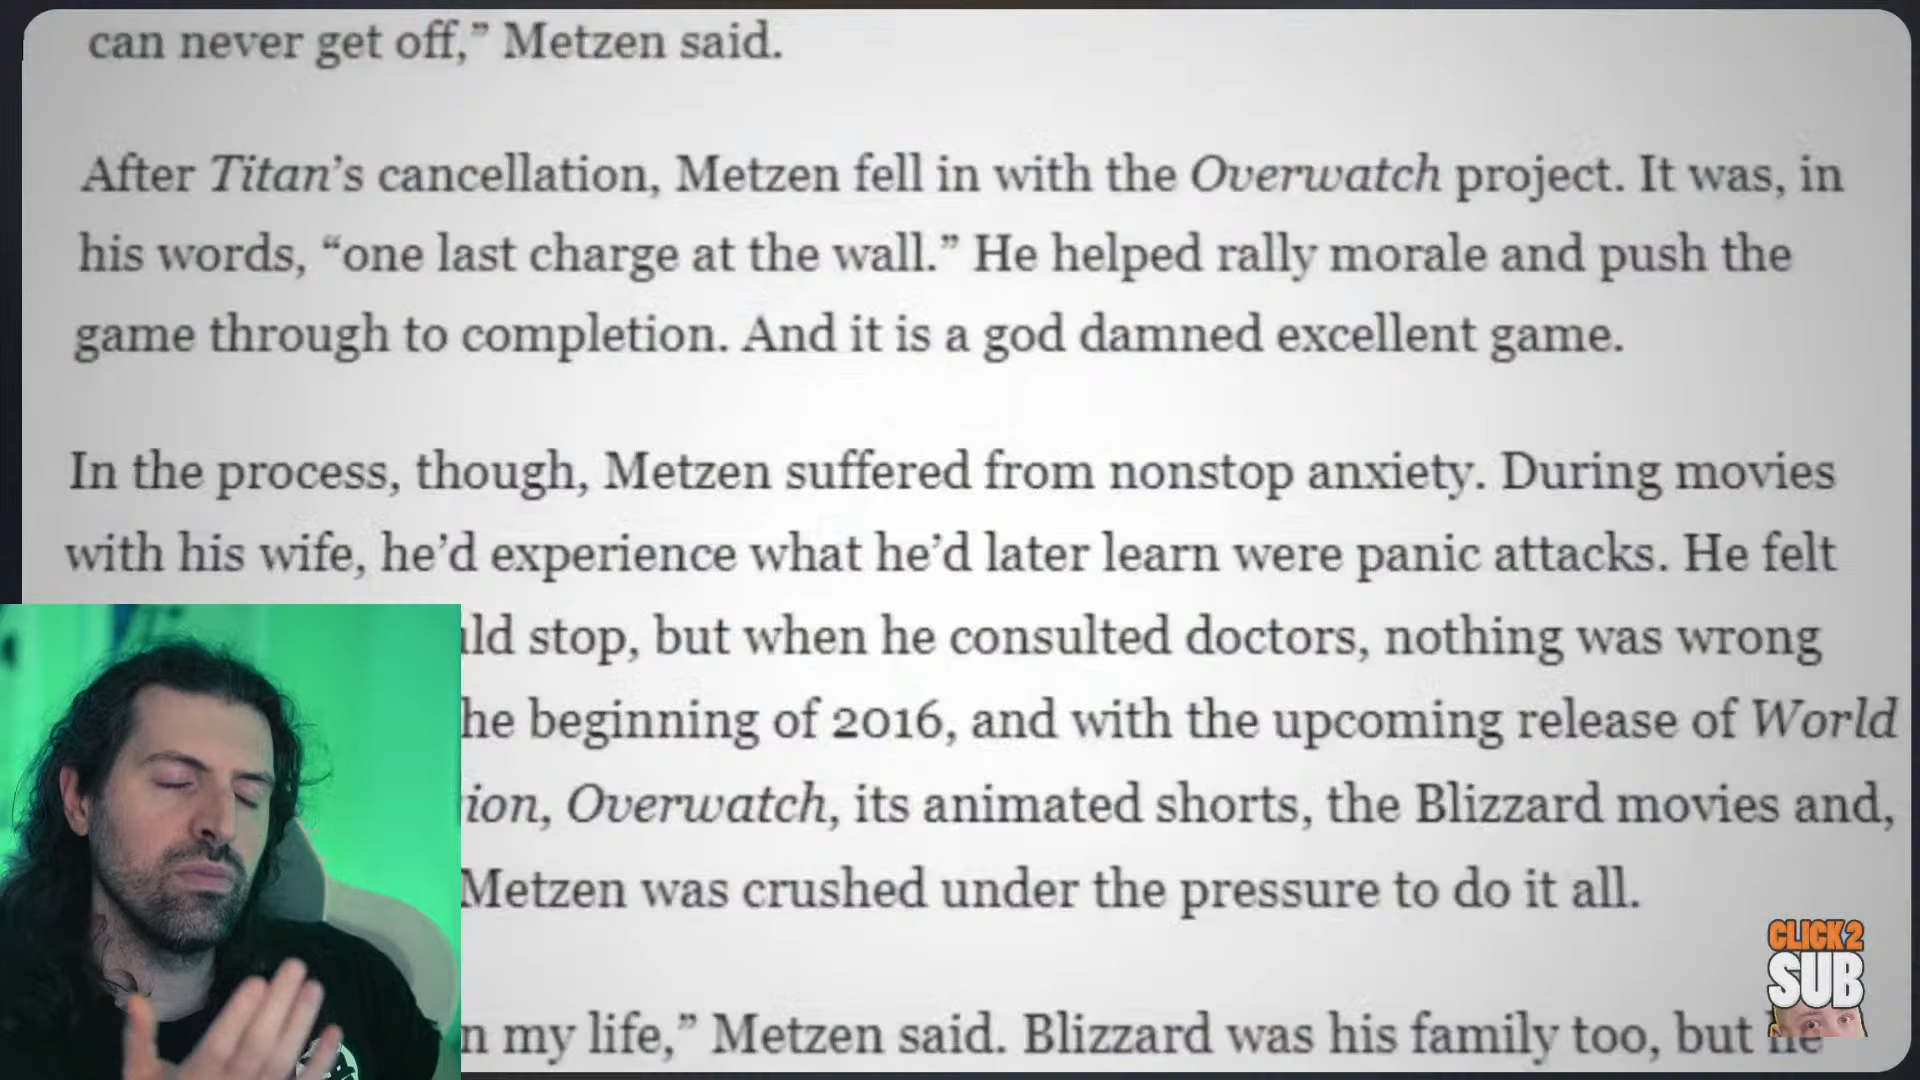 can never get off,” Metzen said.
After Titan’s cancellation, Metzen fell in with the Overwatch project. It was, in
his words, “one last charge at the wall.” He helped rally morale and push the
game through to completion. And it is a god damned excellent game.
In the process, though, Metzen suffered from nonstop anxiety. During movies
with his wife, he’d experience what he’d later learn were panic attacks. He felt
stop, but when he consulted doctors, nothing was wrong
beginning of 2016, and with the upcoming release of World
Overwatch, its animated shorts, the Blizzard movies and,
Metzen was crushed under the pressure to do it all.
my life,” Metzen said. Blizzard was his family too, but he
CLICK2
SUB